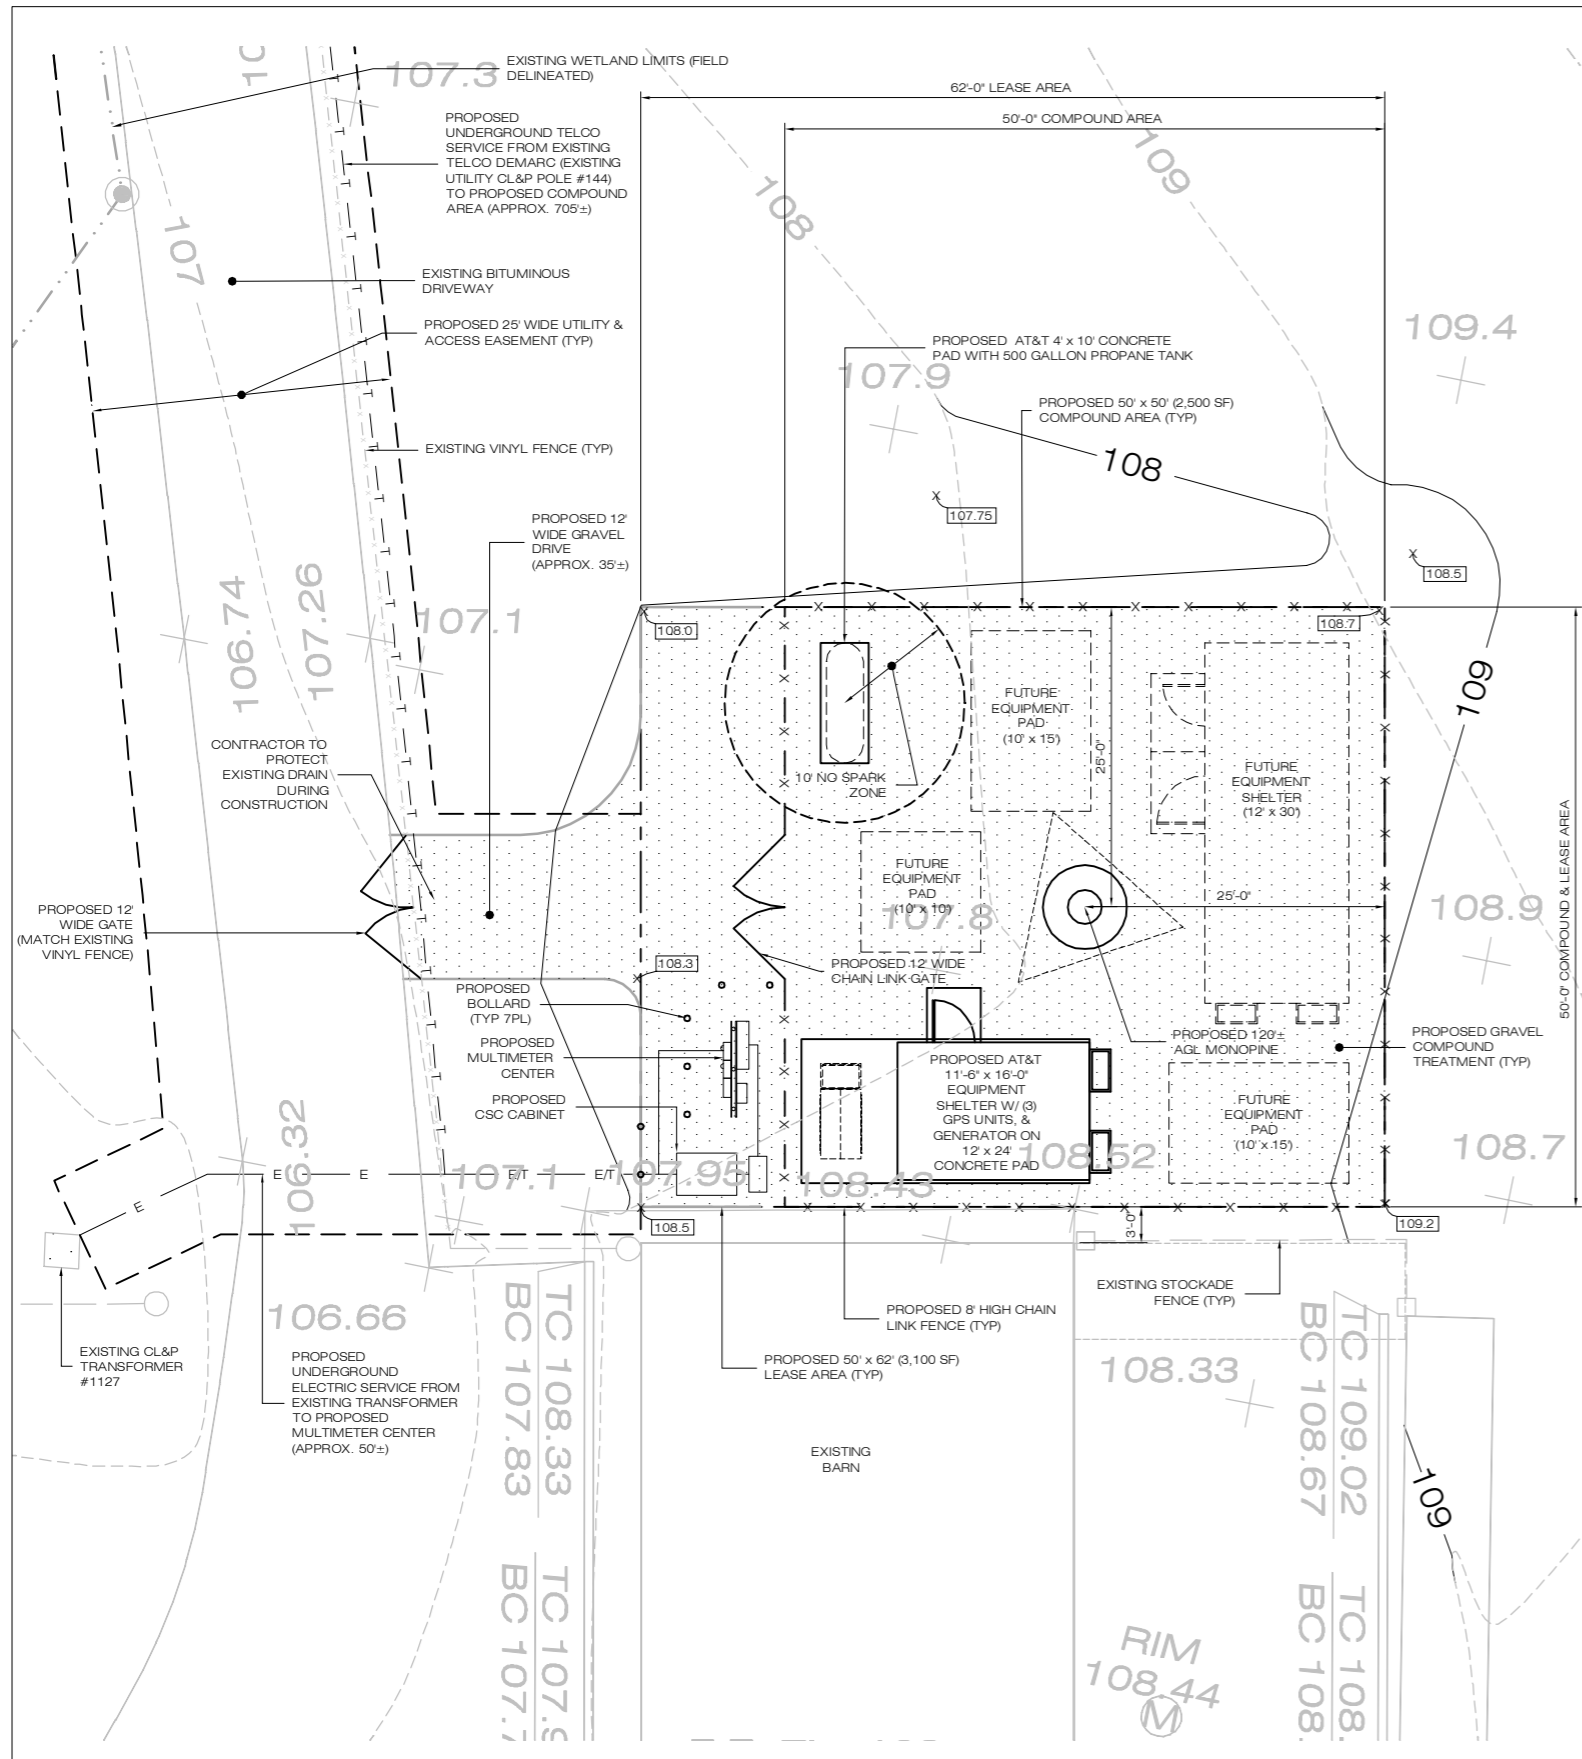 107.3
EXISTING WETLAND LIMITS (FIELD
DELINEATED)
PROPOSED
UNDERGROUND TELCO
SERVICE FROM EXISTING
TELCO DEMARC (EXISTING
UTILITY CL&P POLE #144)
TO PROPOSED COMPOUND
AREA (APPROX. 705'±)
62'-0" LEASE AREA
50'-0" COMPOUND AREA
109
108
107
EXISTING BITUMINOUS
DRIVEWAY
PROPOSED 25' WIDE UTILITY &
ACCESS EASEMENT (TYP)
EXISTING VINYL FENCE (TYP)
PROPOSED AT&T 4' x 10' CONCRETE
PAD WITH 500 GALLON PROPANE TANK
109.4
107.9
PROPOSED 50' x 50' (2,500 SF)
COMPOUND AREA (TYP)
108
107.75
PROPOSED 12'
WIDE GRAVEL
DRIVE
(APPROX. 35'±)
108.5
106.74
107.26
107.1
108.0
108.7
109
FUTURE
EQUIPMENT
PAD
(10' x 15')
25'-0"
CONTRACTOR TO
PROTECT
EXISTING DRAIN
DURING
CONSTRUCTION
10' NO SPARK
ZONE
FUTURE
EQUIPMENT
SHELTER
(12' x 30')
50'-0" COMPOUND & LEASE AREA
FUTURE
EQUIPMENT
PAD
(10' x 10')
107.8
25'-0"
108.9
PROPOSED 12'
WIDE GATE
(MATCH EXISTING
VINYL FENCE)
108.3
PROPOSED 12' WIDE
CHAIN LINK GATE
PROPOSED
BOLLARD
(TYP 7PL)
PROPOSED
MULTIMETER
CENTER
PROPOSED
CSC CABINET
PROPOSED 120'±
AGL MONOPINE
PROPOSED GRAVEL
COMPOUND
TREATMENT (TYP)
PROPOSED AT&T
11'-6" x 16'-0"
EQUIPMENT
SHELTER W/ (3)
GPS UNITS, &
GENERATOR ON
12' x 24'
CONCRETE PAD
FUTURE
EQUIPMENT
PAD
(10' x 15')
106.32
E
E
E
E/T
E/T
107.1
107.95
108.43
108.52
108.7
108.5
3'-0"
109.2
106.66
EXISTING CL&P
TRANSFORMER
#1127
PROPOSED
UNDERGROUND
ELECTRIC SERVICE FROM
EXISTING TRANSFORMER
TO PROPOSED
MULTIMETER CENTER
(APPROX. 50'±)
TC 108.33
BC 107.83
PROPOSED 8' HIGH CHAIN
LINK FENCE (TYP)
EXISTING STOCKADE
FENCE (TYP)
PROPOSED 50' x 62' (3,100 SF)
LEASE AREA (TYP)
108.33
TC 109.02
BC 108.67
EXISTING
BARN
109
RIM
108.44
M